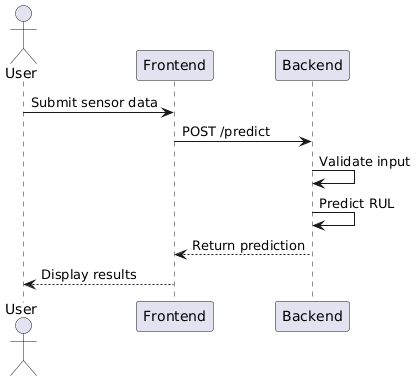 User
Frontend
Backend
Submit sensor data
POST /predict
Validate input
Predict RUL
Return prediction
Display results
User
Frontend
Backend